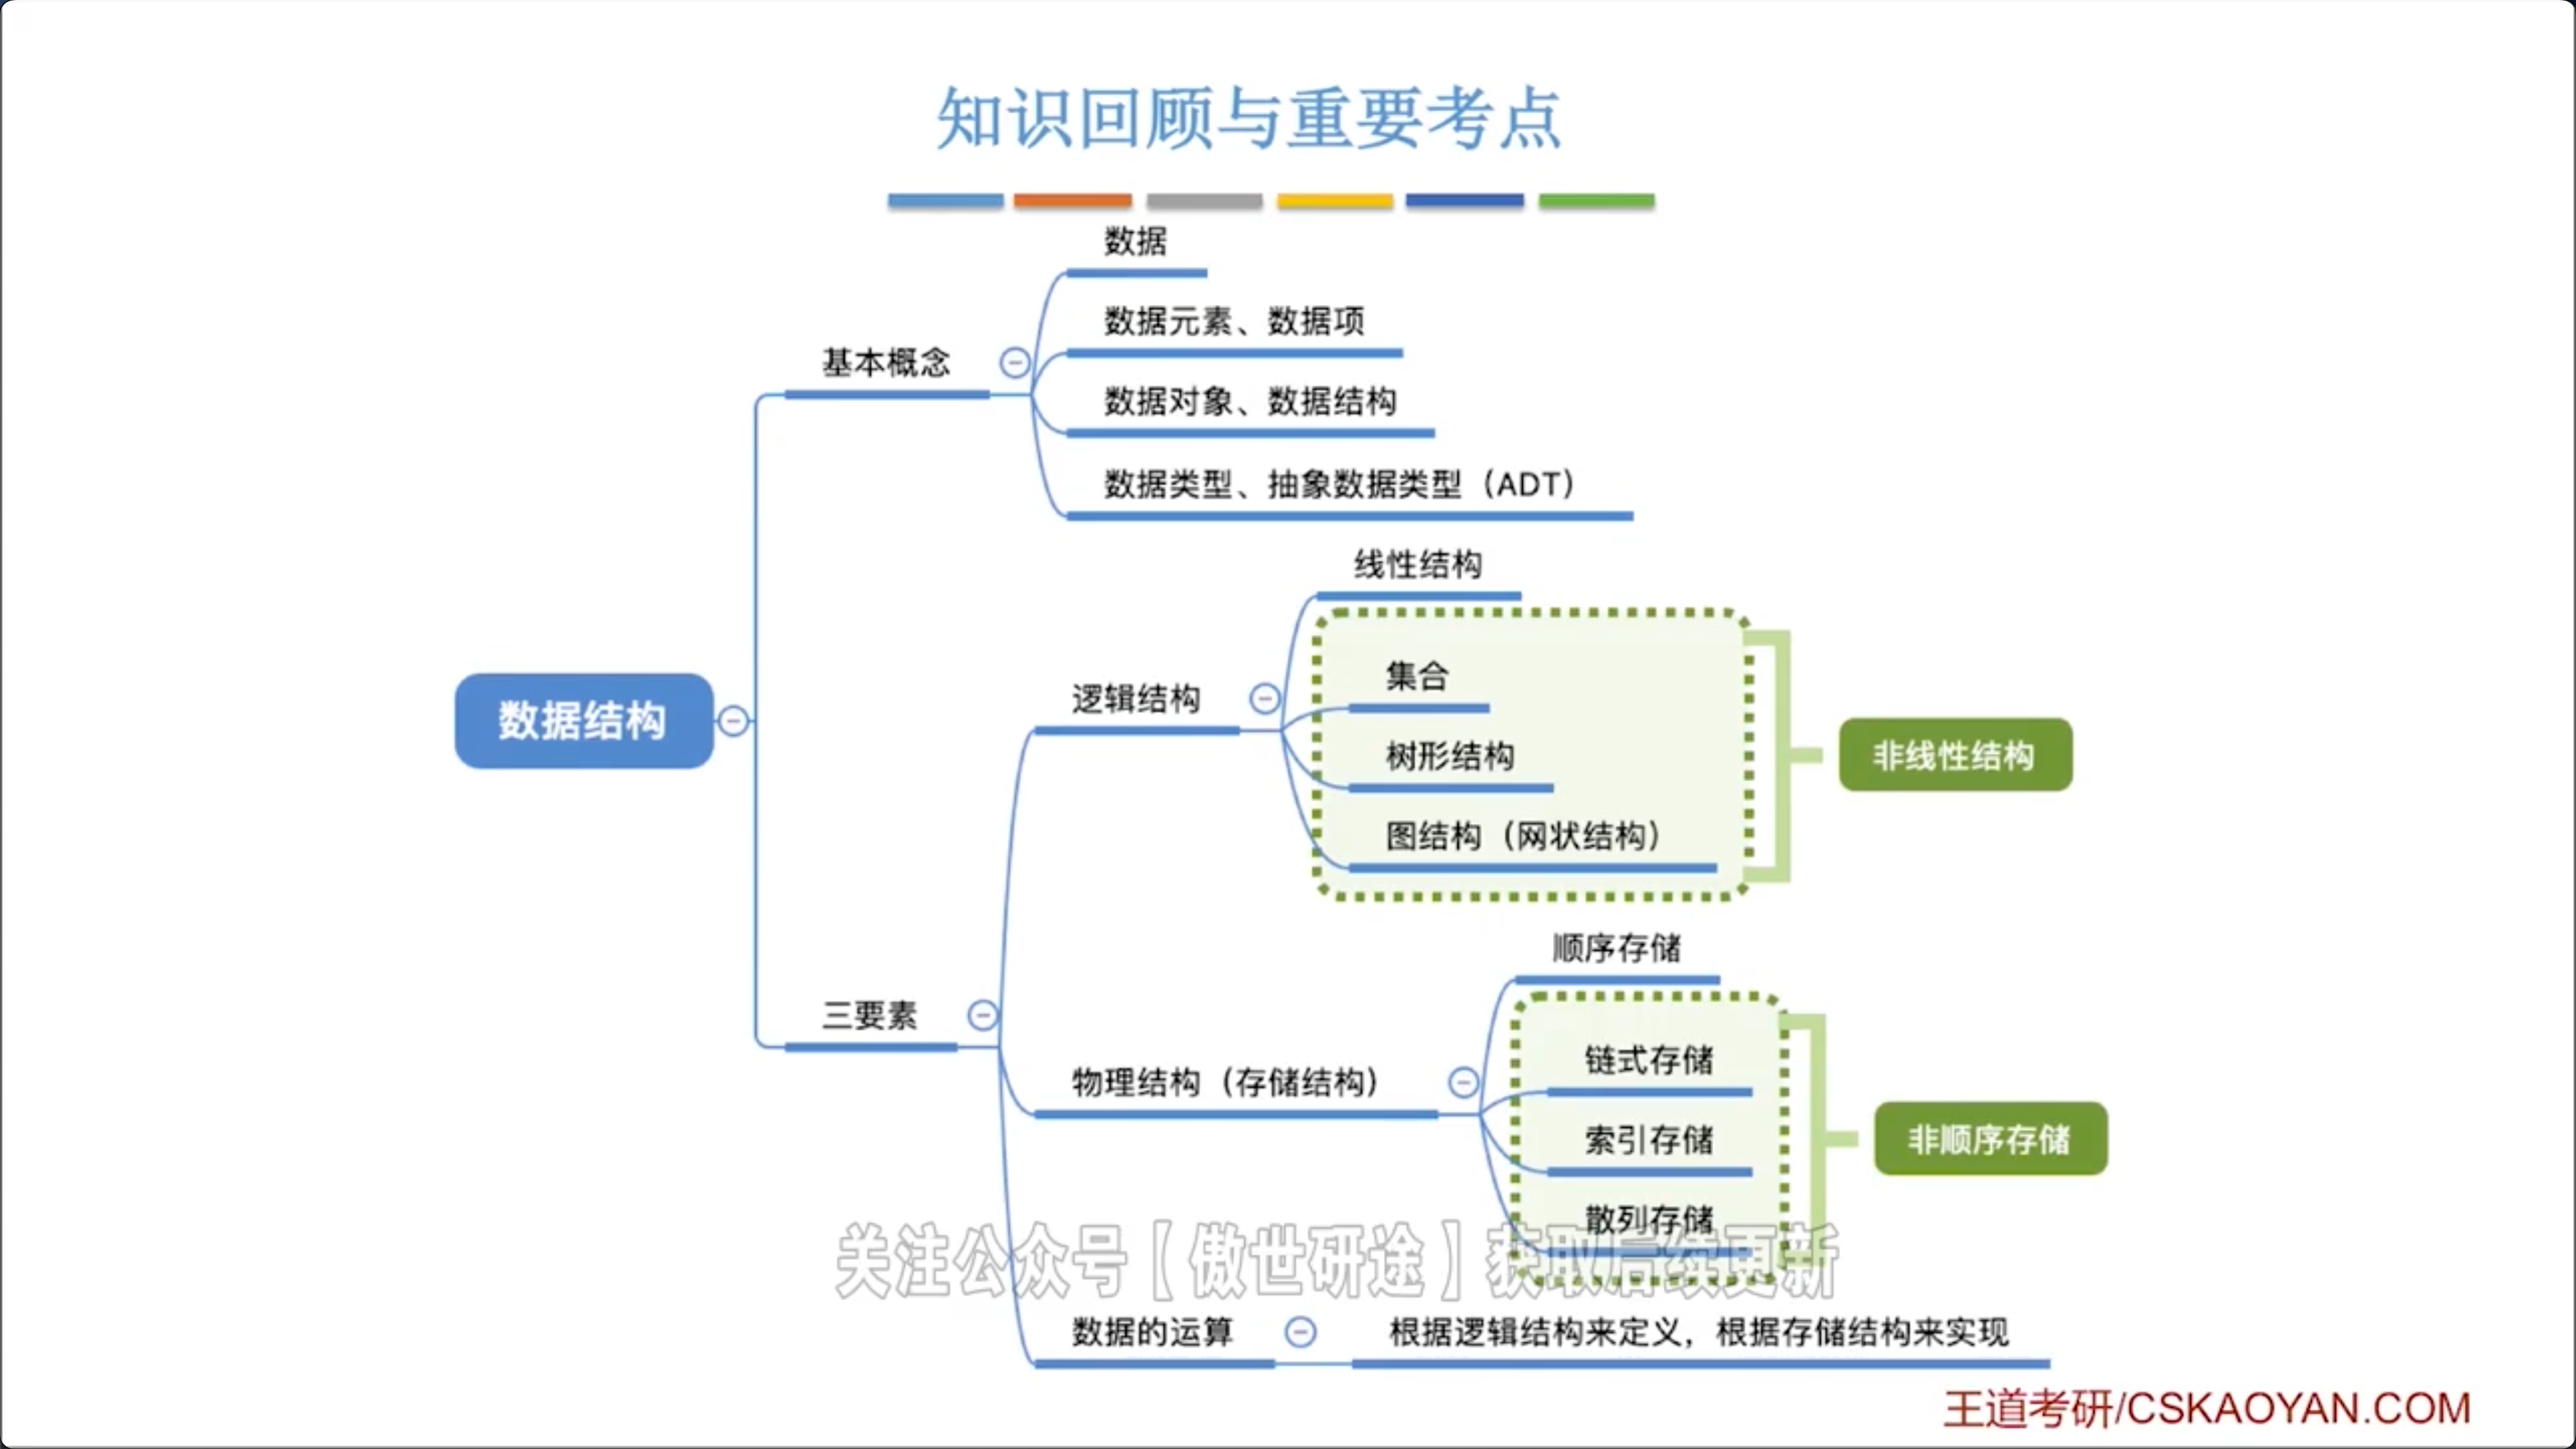 知识回顾与重要考点
数据
数据元素、数据项
基本概念
数据对象、数据结构
数据类型、抽象数据类型（ADT）
线性结构
集合
逻辑结构
树形结构
非线性结构
图结构（网状结构）
数据结构
顺序存储
三要素
链式存储
物理结构（存储结构）
索引存储
非顺序存储
散列存储
关注公众号【傲世研途】获取后续更新
数据的运算
根据逻辑结构来定义，根据存储结构来实现
王道考研/CSKAOYAN.COM